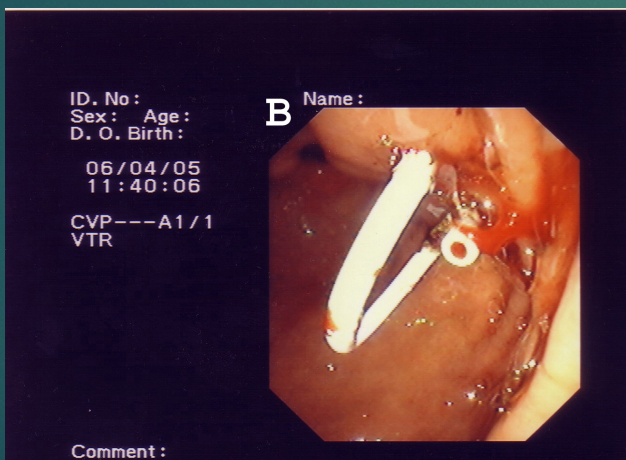 ID. No:
Sex: Age:
D. O. Birth:
06/04/05
11:40:06
CVP---A1/1
VTR
B
Name:
Comment: